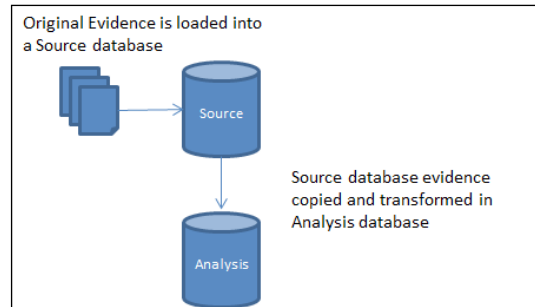 Original Evidence is loaded into
a Source database
Source
Source database evidence
copied and transformed in
Analysis database
Analysis